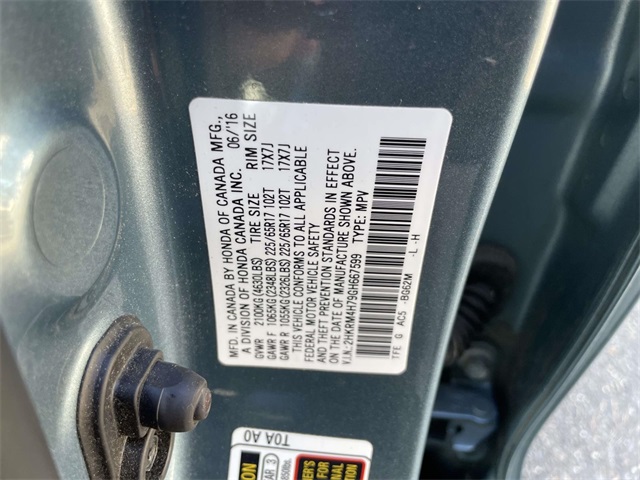 MFD. IN CANADA BY HONDA OF CANADA MFG.,
A DIVISION OF HONDA CANADA INC. 06/'16
GVWR 2100KG(4630LBS) TIRE SIZE RIM SIZE
GAWR F 1065KG(2348LBS) 225/65R17 102T 17X7J
GAWR R 1055KG(2326LBS) 225/65R17 102T 17X7J
THIS VEHICLE CONFORMS TO ALL APPLICABLE
FEDERAL MOTOR VEHICLE SAFETY
AND THEFT PREVENTION STANDARDS IN EFFECT
ON THE DATE OF MANUFACTURE SHOWN ABOVE.
V.I.N.: 2HKRM4H79GH667599 TYPE: MPV
TFE G AC5 -BG62M -L -H
T0A A0